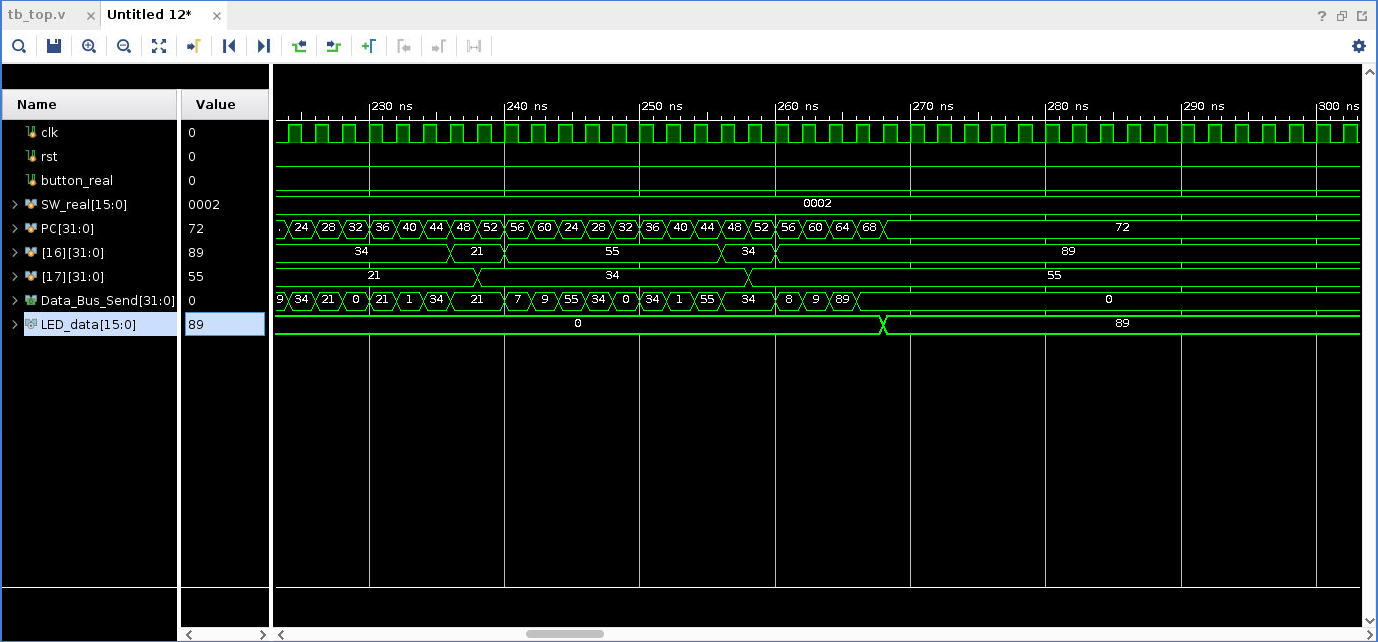 tb_top.v × Untitled 12* ×
?
Name Value
230 ns 240 ns 250 ns 260 ns 270 ns 280 ns 290 ns 300 ns
clk 0
rst 0
button_real 0
SW_real[15:0] 0002 0002
PC[31:0] 72 24 28 32 36 40 44 48 52 56 60 24 28 32 36 40 44 48 52 56 60 64 68 72
[16][31:0] 89 34 21 55 34 89
[17][31:0] 55 21 34 55
Data_Bus_Send[31:0] 0 9 34 21 0 21 1 34 21 7 9 55 34 0 34 1 55 34 8 9 89 0
LED_data[15:0] 89 0 89